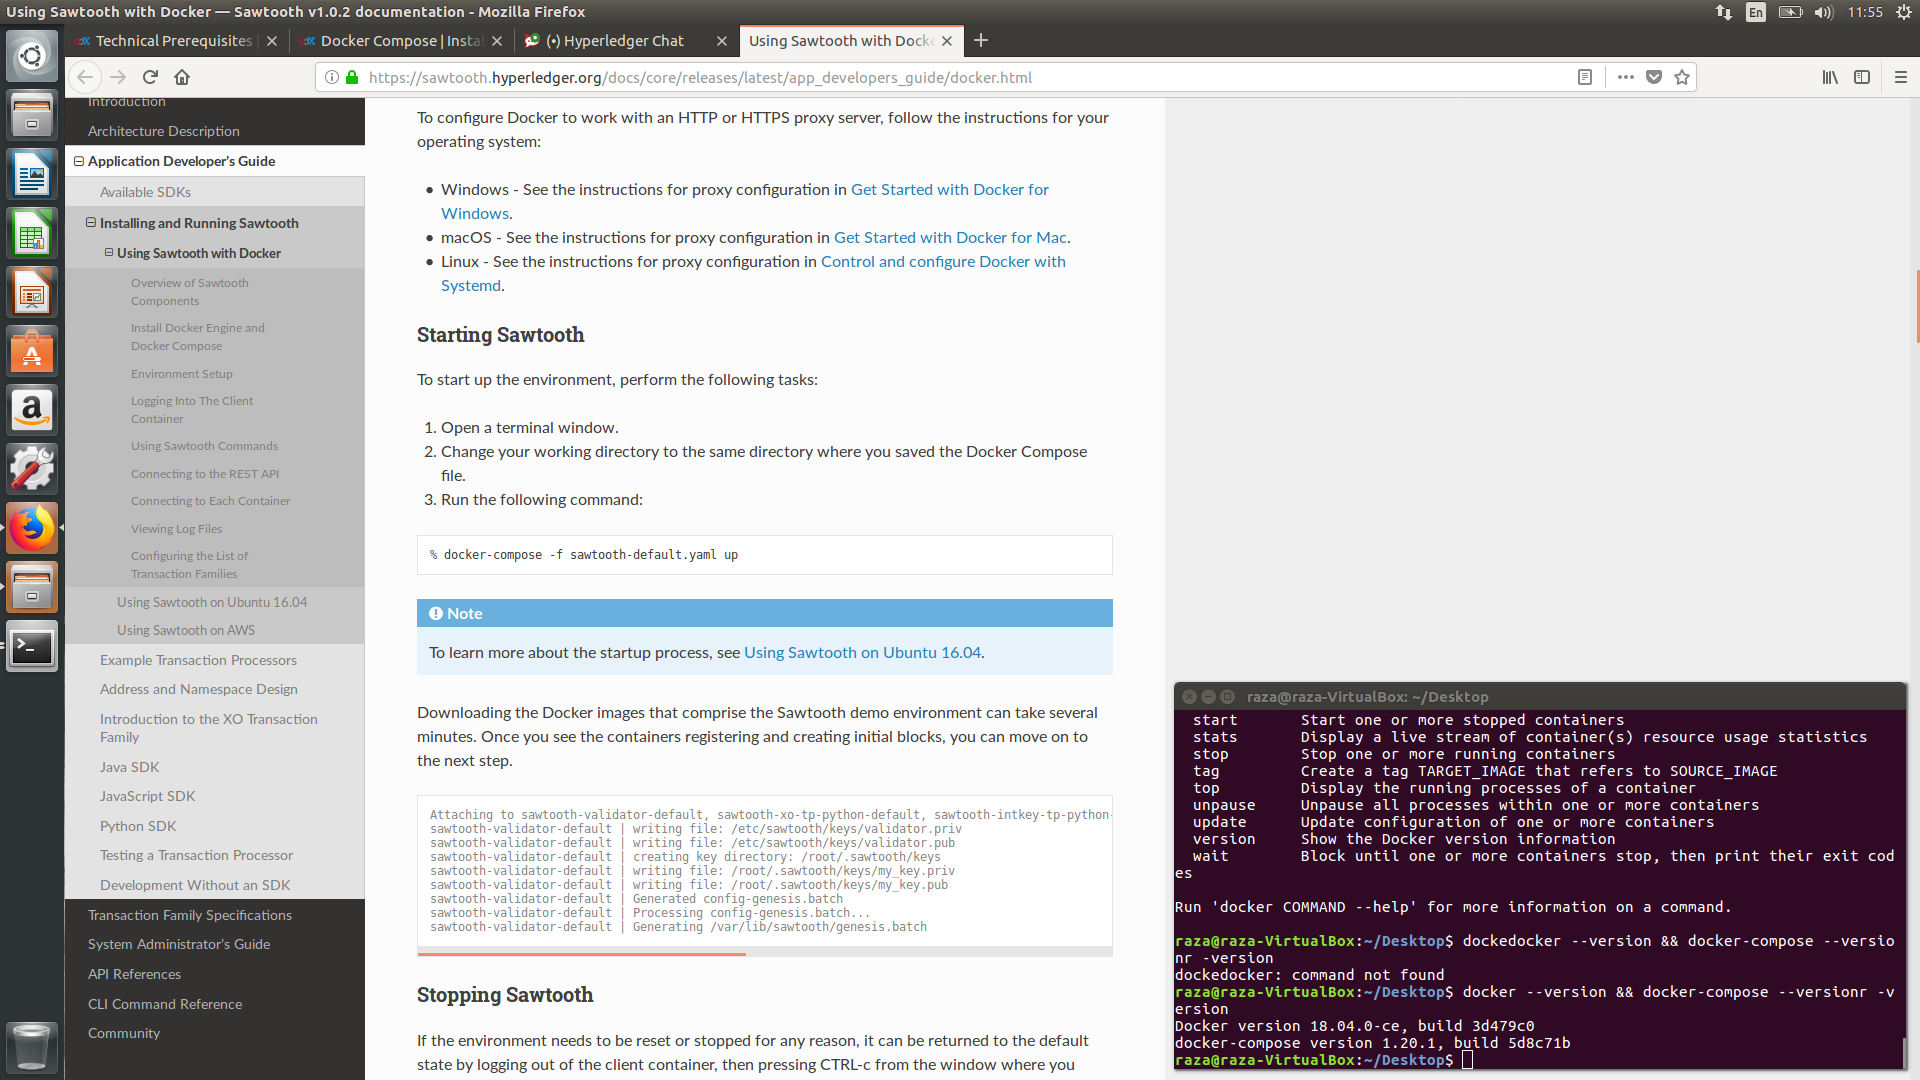 Using Sawtooth with Docker — Sawtooth v1.0.2 documentation - Mozilla Firefox
En
11:55
Technical Prerequisites
Docker Compose | Insta
(•) Hyperledger Chat
Using Sawtooth with Docke
https://sawtooth.hyperledger.org/docs/core/releases/latest/app_developers_guide/docker.html
Introduction
Architecture Description
Application Developer's Guide
Available SDKs
Installing and Running Sawtooth
Using Sawtooth with Docker
Overview of Sawtooth
Components
Install Docker Engine and
Docker Compose
Environment Setup
Logging Into The Client
Container
Using Sawtooth Commands
Connecting to the REST API
Connecting to Each Container
Viewing Log Files
Configuring the List of
Transaction Families
Using Sawtooth on Ubuntu 16.04
Using Sawtooth on AWS
Example Transaction Processors
Address and Namespace Design
Introduction to the XO Transaction
Family
Java SDK
JavaScript SDK
Python SDK
Testing a Transaction Processor
Development Without an SDK
Transaction Family Specifications
System Administrator's Guide
API References
CLI Command Reference
Community
To configure Docker to work with an HTTP or HTTPS proxy server, follow the instructions for your
operating system:
• Windows - See the instructions for proxy configuration in Get Started with Docker for
Windows.
• macOS - See the instructions for proxy configuration in Get Started with Docker for Mac.
• Linux - See the instructions for proxy configuration in Control and configure Docker with
Systemd.
Starting Sawtooth
To start up the environment, perform the following tasks:
1. Open a terminal window.
2. Change your working directory to the same directory where you saved the Docker Compose
file.
3. Run the following command:
% docker-compose -f sawtooth-default.yaml up
Note
To learn more about the startup process, see Using Sawtooth on Ubuntu 16.04.
Downloading the Docker images that comprise the Sawtooth demo environment can take several
minutes. Once you see the containers registering and creating initial blocks, you can move on to
the next step.
Attaching to sawtooth-validator-default, sawtooth-xo-tp-python-default, sawtooth-intkey-tp-python-
sawtooth-validator-default | writing file: /etc/sawtooth/keys/validator.priv
sawtooth-validator-default | writing file: /etc/sawtooth/keys/validator.pub
sawtooth-validator-default | creating key directory: /root/.sawtooth/keys
sawtooth-validator-default | writing file: /root/.sawtooth/keys/my_key.priv
sawtooth-validator-default | writing file: /root/.sawtooth/keys/my_key.pub
sawtooth-validator-default | Generated config-genesis.batch
sawtooth-validator-default | Processing config-genesis.batch...
sawtooth-validator-default | Generating /var/lib/sawtooth/genesis.batch
Stopping Sawtooth
If the environment needs to be reset or stopped for any reason, it can be returned to the default
state by logging out of the client container, then pressing CTRL-c from the window where you
raza@raza-VirtualBox: ~/Desktop
start Start one or more stopped containers
stats Display a live stream of container(s) resource usage statistics
stop Stop one or more running containers
tag Create a tag TARGET_IMAGE that refers to SOURCE_IMAGE
top Display the running processes of a container
unpause Unpause all processes within one or more containers
update Update configuration of one or more containers
version Show the Docker version information
wait Block until one or more containers stop, then print their exit cod
es
Run 'docker COMMAND --help' for more information on a command.
raza@raza-VirtualBox:~/Desktop$ dockedocker --version && docker-compose --versio
nr -version
dockedocker: command not found
raza@raza-VirtualBox:~/Desktop$ docker --version && docker-compose --versionr -v
ersion
Docker version 18.04.0-ce, build 3d479c0
docker-compose version 1.20.1, build 5d8c71b
raza@raza-VirtualBox:~/Desktop$